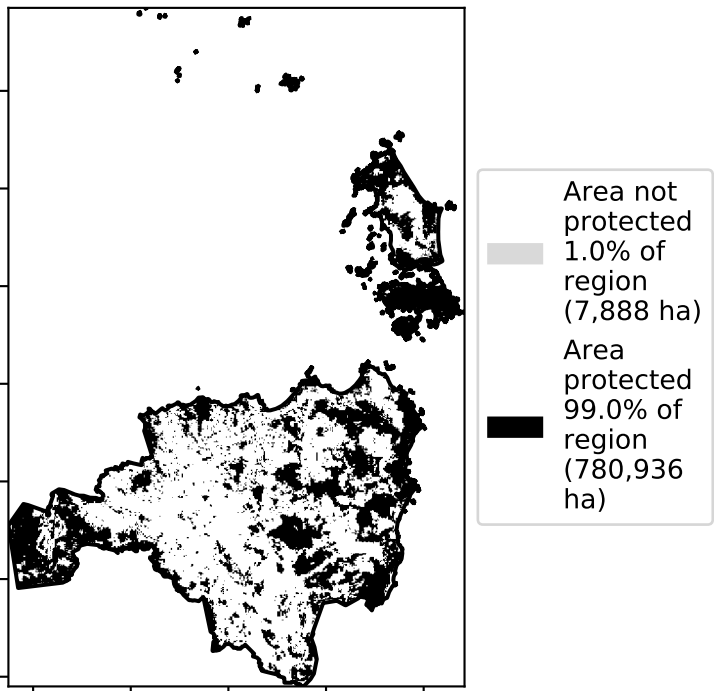 Area not
protected
1.0% of
region
(7,888 ha)
Area
protected
99.0% of
region
(780,936
ha)